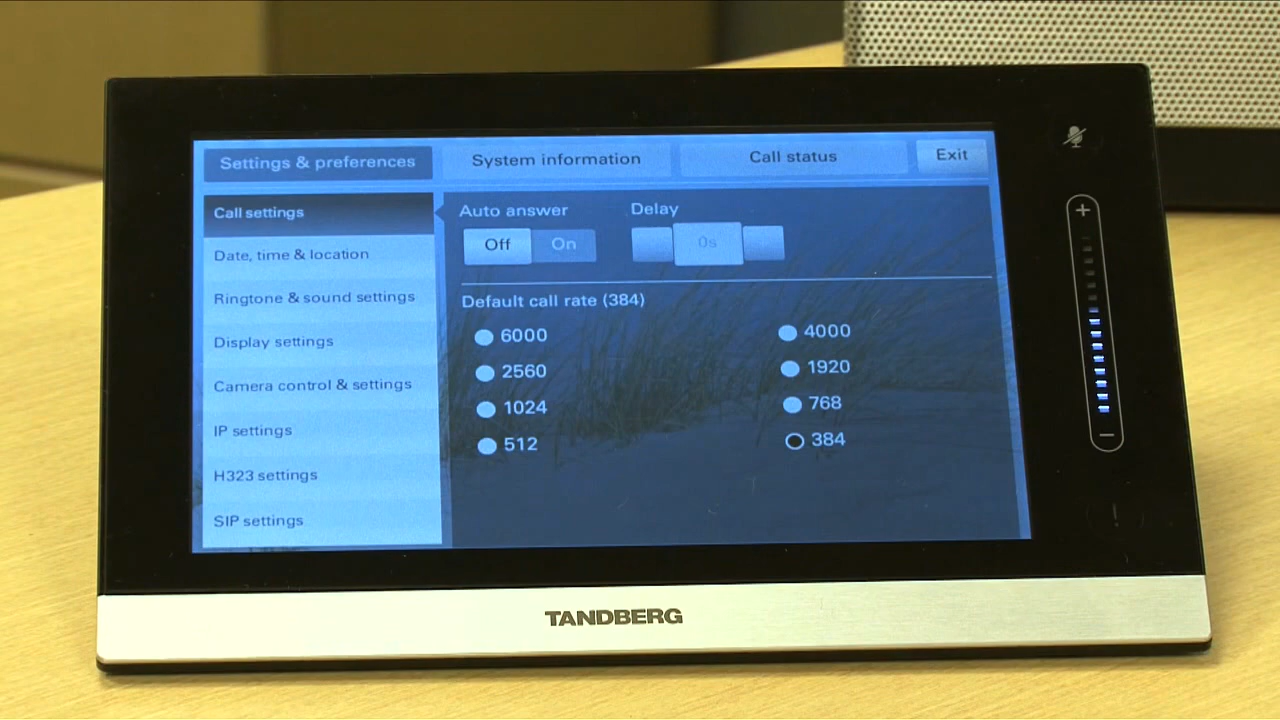 Settings & preferences
System information
Call status
Exit
Call settings
Date, time & location
Ringtone & sound settings
Display settings
Camera control & settings
IP settings
H323 settings
SIP settings
Auto answer
Delay
Off
On
0s
Default call rate (384)
6000
4000
2560
1920
1024
768
512
384
+
−
TANDBERG